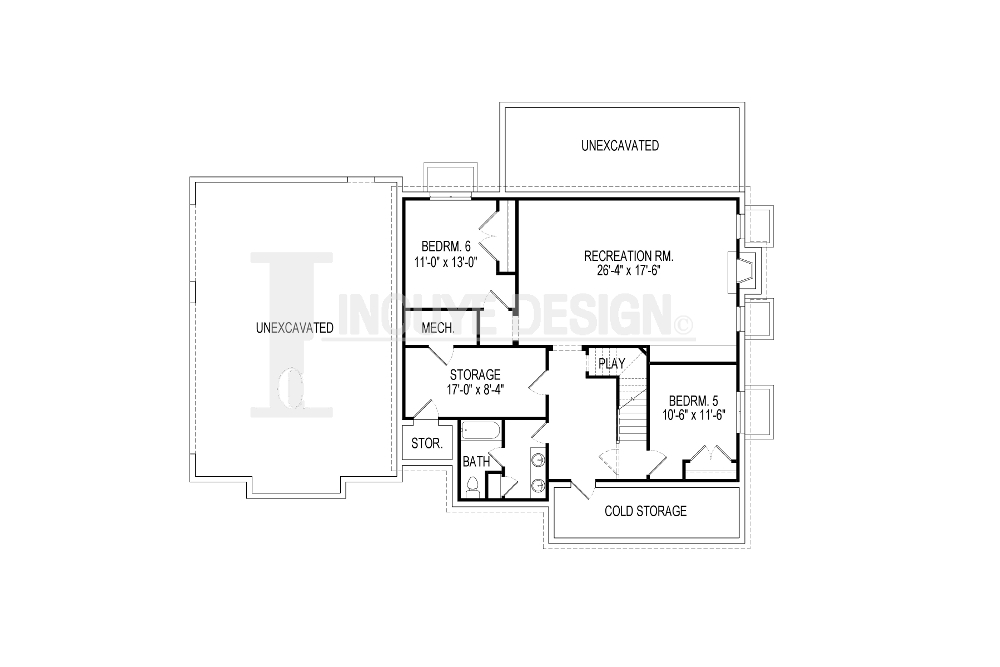 UNEXCAVATED
BEDRM. 6
11'-0" x 13'-0"
RECREATION RM.
26'-4" x 17'-6"
UNEXCAVATED
INOUYE DESIGN©
MECH.
PLAY
STORAGE
17'-0" x 8'-4"
BEDRM. 5
10'-6" x 11'-6"
STOR.
BATH
COLD STORAGE